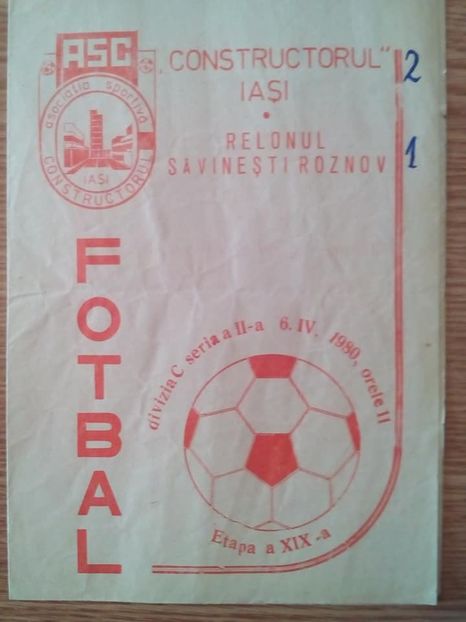 ASC
asociația sportivă
IAȘI
CONSTRUCTORUL
„CONSTRUCTORUL"
IAȘI
•
RELONUL
SĂVINEȘTI ROZNOV
2
1
FOTBAL
divizia C seria a II-a 6. IV. 1980, orele 11
Etapa a XIX-a